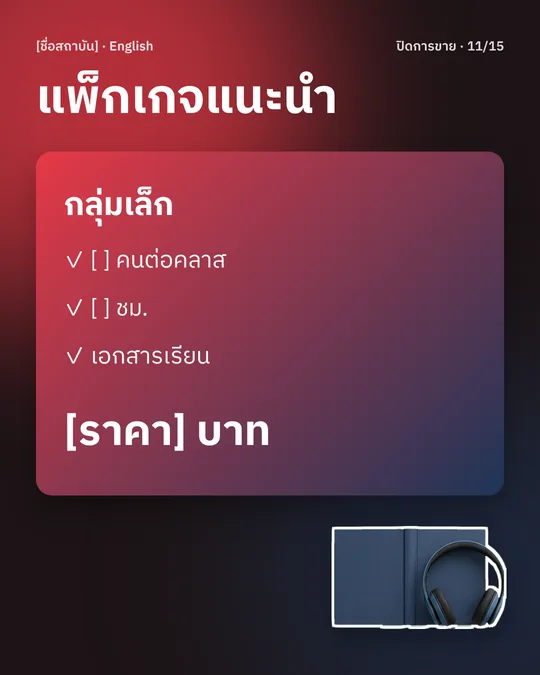 [ชื่อสถาบัน] · English
ปิดการขาย · 11/15
แพ็กเกจแนะนำ
กลุ่มเล็ก
✓ [ ] คนต่อคลาส
✓ [ ] ชม.
✓ เอกสารเรียน
[ราคา] บาท